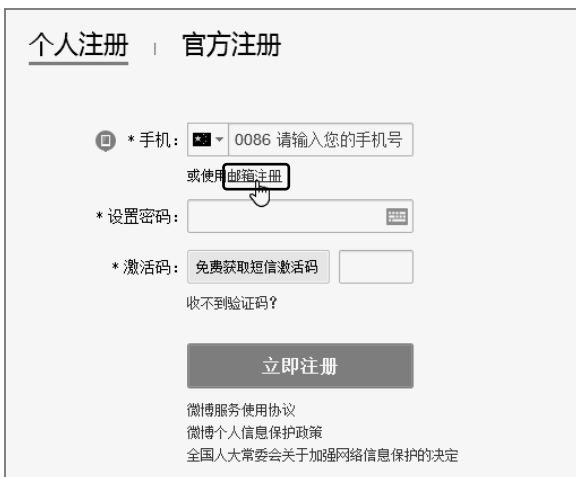 个人注册 | 官方注册
*手机: 0086 请输入您的手机号
或使用邮箱注册
*设置密码:
*激活码: 免费获取短信激活码
收不到验证码?
立即注册
微博服务使用协议
微博个人信息保护政策
全国人大常委会关于加强网络信息保护的决定